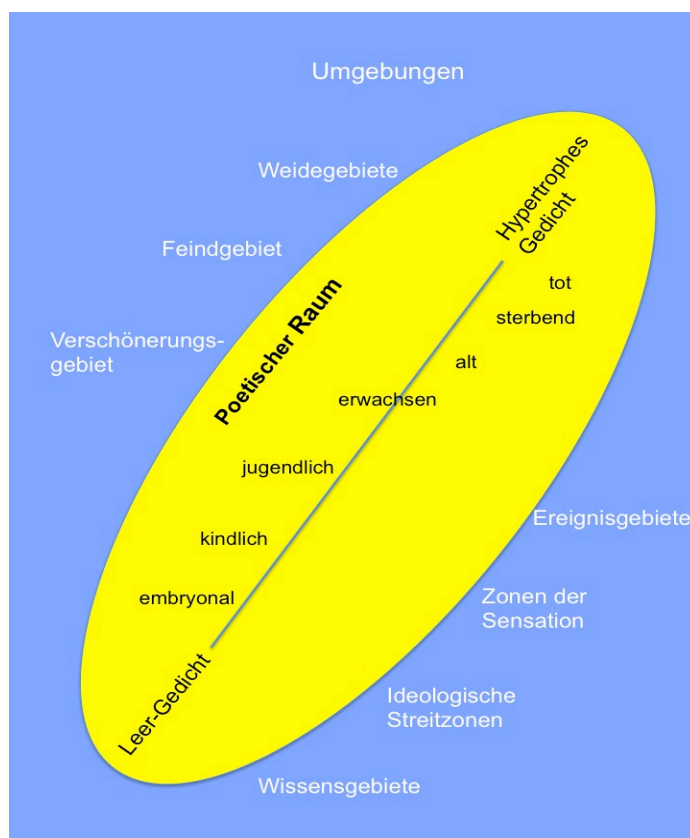 Umgebungen
Weidegebiete
Hypertrophes
Gedicht
Feindgebiet
tot
sterbend
Verschönerungs-
gebiet
Poetischer Raum
alt
erwachsen
jugendlich
Ereignisgebiete
kindlich
embryonal
Zonen der
Sensation
Leer-Gedicht
Ideologische
Streitzonen
Wissensgebiete